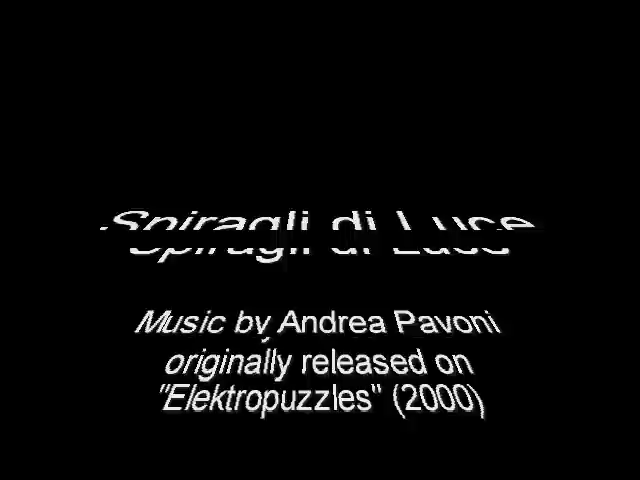 Spiragli di Luce
Music by Andrea Pavoni
originally released on
"Elektropuzzles" (2000)